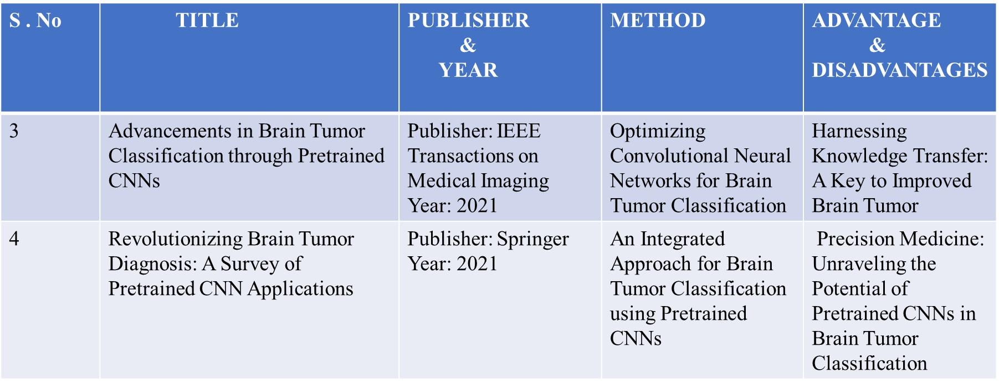 S . No
TITLE
PUBLISHER
&
YEAR
METHOD
ADVANTAGE
&
DISADVANTAGES
3
Advancements in Brain Tumor
Classification through Pretrained
CNNs
Publisher: IEEE
Transactions on
Medical Imaging
Year: 2021
Optimizing
Convolutional Neural
Networks for Brain
Tumor Classification
Harnessing
Knowledge Transfer:
A Key to Improved
Brain Tumor
4
Revolutionizing Brain Tumor
Diagnosis: A Survey of
Pretrained CNN Applications
Publisher: Springer
Year: 2021
An Integrated
Approach for Brain
Tumor Classification
using Pretrained
CNNs
Precision Medicine:
Unraveling the
Potential of
Pretrained CNNs in
Brain Tumor
Classification